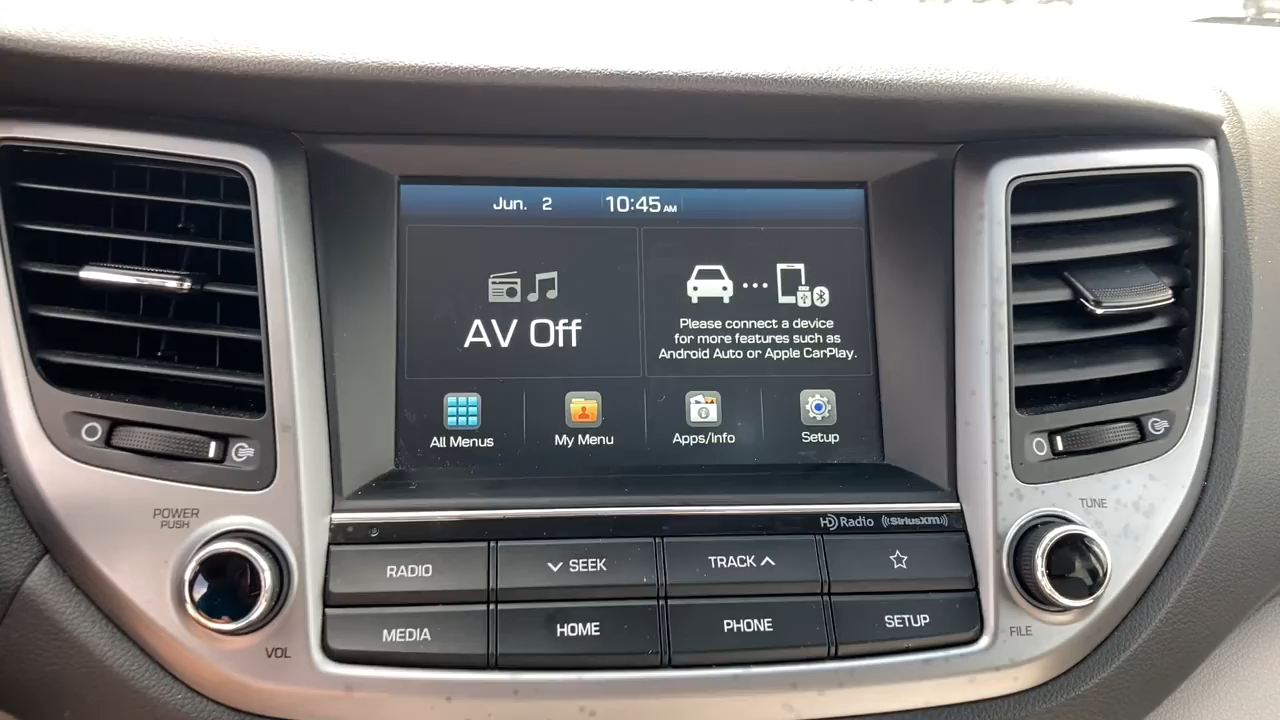 Jun. 2 10:45 AM
AV Off
Please connect a device
for more features such as
Android Auto or Apple CarPlay.
All Menus
My Menu
Apps/Info
Setup
POWER
PUSH
VOL
HD Radio
((SiriusXM))
TUNE
FILE
RADIO
SEEK
TRACK
MEDIA
HOME
PHONE
SETUP